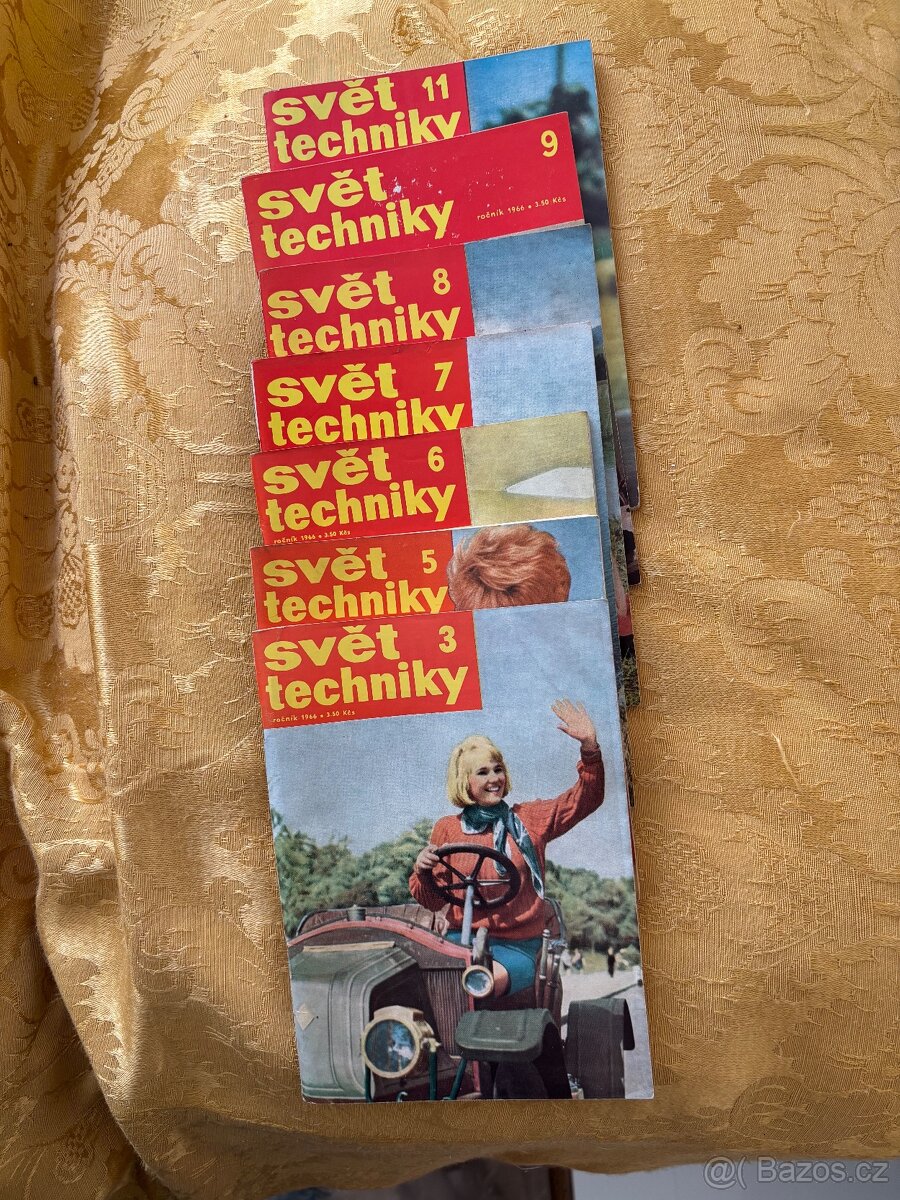 svět 11
techniky
9
svět
techniky
ročník 1966 • 3.50 Kčs
svět 8
techniky
svět 7
techniky
svět 6
techniky
ročník 1966 • 3.50 Kčs
svět 5
techniky
svět 3
techniky
ročník 1966 • 3.50 Kčs
@( Bazos.cz